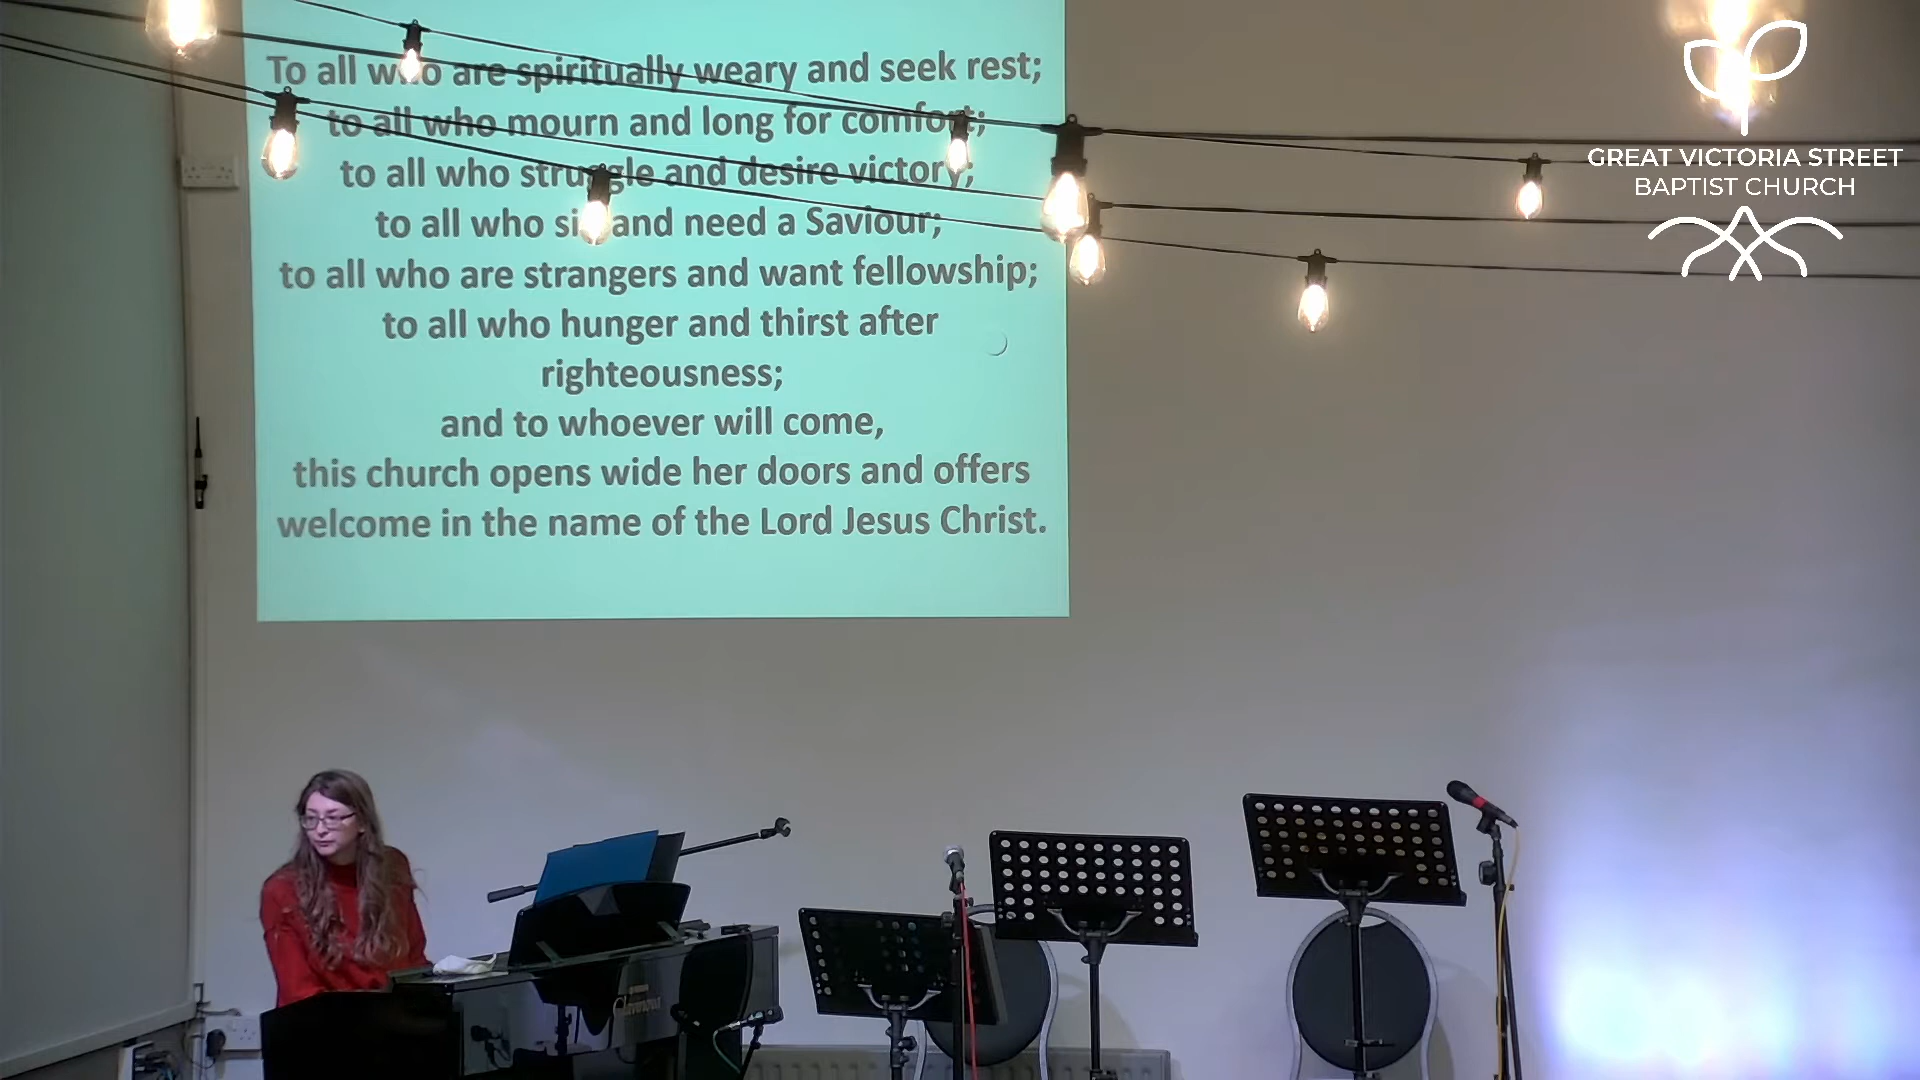 To all who are spiritually weary and seek rest;
to all who mourn and long for comfort;
to all who struggle and desire victory;
to all who sin and need a Saviour;
to all who are strangers and want fellowship;
to all who hunger and thirst after
righteousness;
and to whoever will come,
this church opens wide her doors and offers
welcome in the name of the Lord Jesus Christ.
GREAT VICTORIA STREET
BAPTIST CHURCH
Clavinova